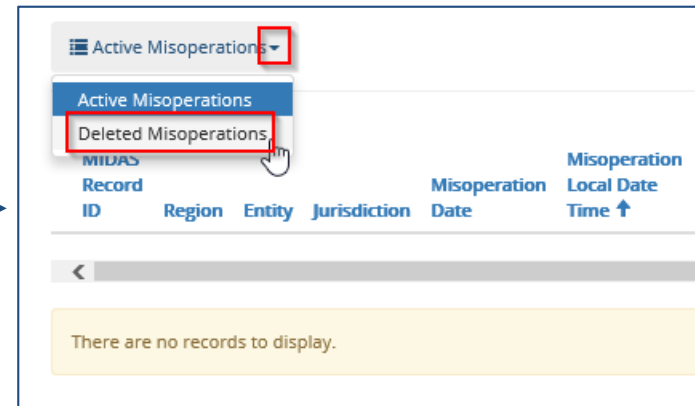 Active Misoperations
Active Misoperations
Deleted Misoperations
MIDAS Misoperation
Record Misoperation Local Date
ID Region Entity Jurisdiction Date Time
There are no records to display.